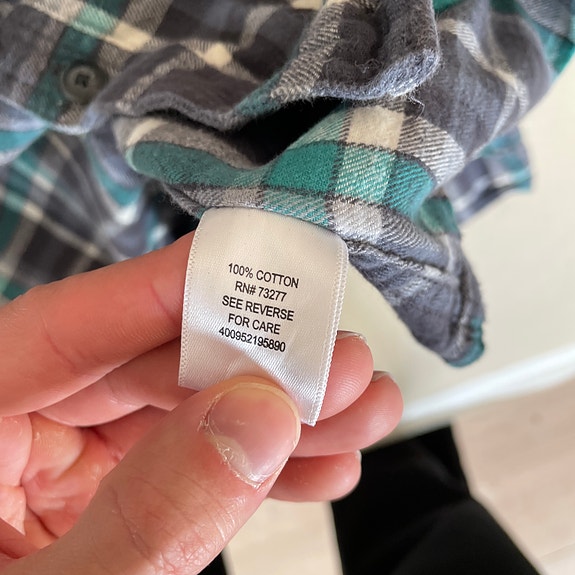 100% COTTON
RN# 73277
SEE REVERSE
FOR CARE
400952195890